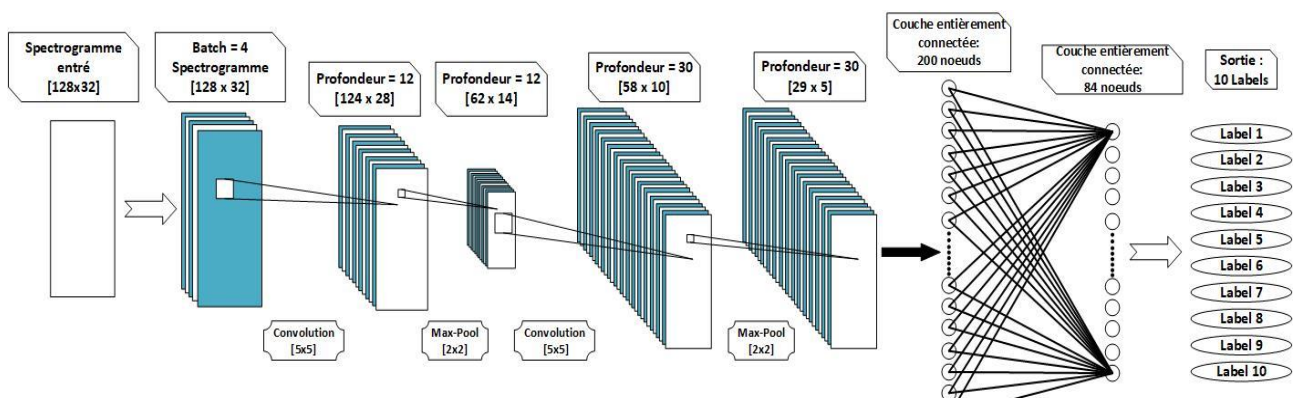 Spectrogramme
entré
[128x32]
Batch = 4
Spectrogramme
[128 x 32]
Profondeur = 12
[124 x 28]
Profondeur = 12
[62 x 14]
Profondeur = 30
[58 x 10]
Profondeur = 30
[29 x 5]
Couche entièrement
connectée:
200 noeuds
Couche entièrement
connectée:
84 noeuds
Sortie :
10 Labels
Label 1
Label 2
Label 3
Label 4
Label 5
Label 6
Label 7
Label 8
Label 9
Label 10
Convolution
[5x5]
Max-Pool
[2x2]
Convolution
[5x5]
Max-Pool
[2x2]